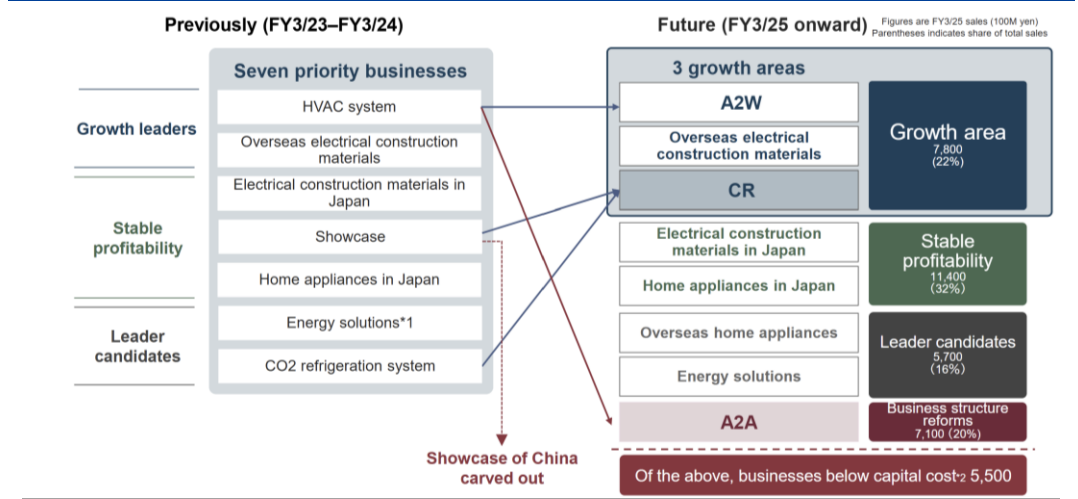 Previously (FY3/23–FY3/24)
Future (FY3/25 onward)
Figures are FY3/25 sales (100M yen)
Parentheses indicates share of total sales
Seven priority businesses
3 growth areas
Growth leaders
Stable
profitability
Leader
candidates
HVAC system
Overseas electrical construction
materials
Electrical construction materials in
Japan
Showcase
Home appliances in Japan
Energy solutions*1
CO2 refrigeration system
Showcase of China
carved out
A2W
Overseas electrical
construction materials
CR
Growth area
7,800
(22%)
Electrical construction
materials in Japan
Home appliances in Japan
Stable
profitability
11,400
(32%)
Overseas home appliances
Energy solutions
Leader candidates
5,700
(16%)
A2A
Business structure
reforms
7,100 (20%)
Of the above, businesses below capital cost*2 5,500